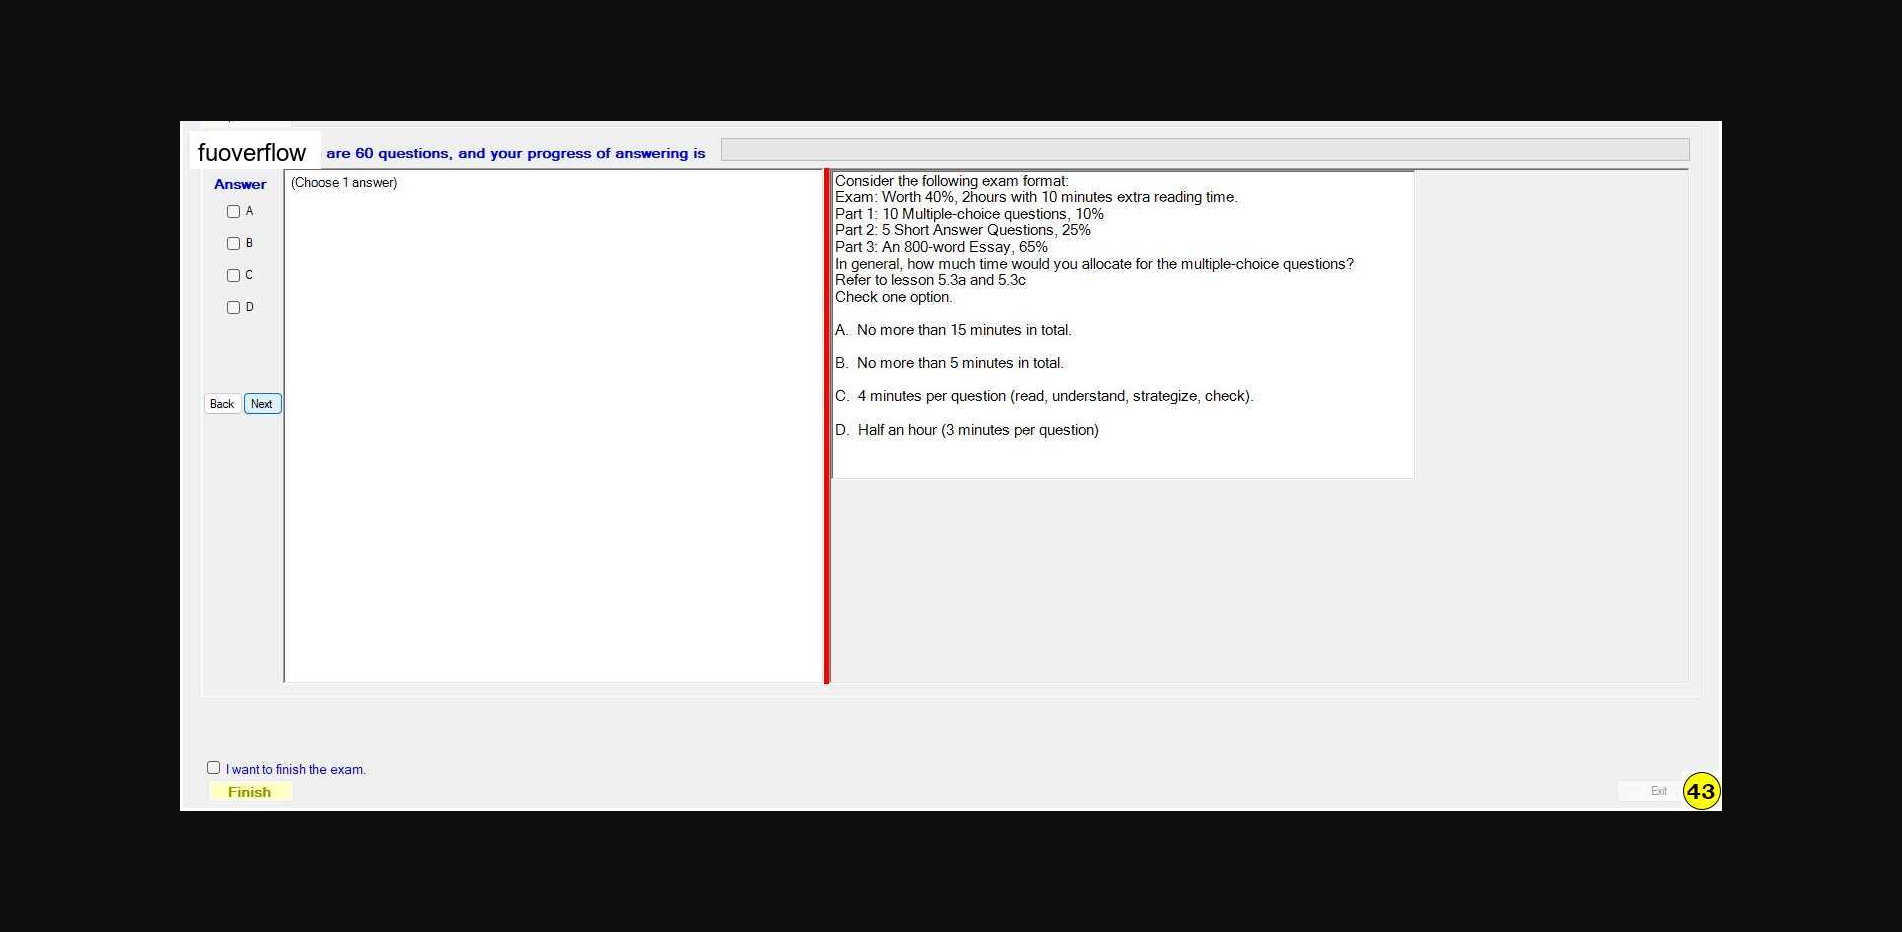 fuoverflow are 60 questions, and your progress of answering is
Answer
A
B
C
D
Back Next
(Choose 1 answer)
Consider the following exam format:
Exam: Worth 40%, 2hours with 10 minutes extra reading time.
Part 1: 10 Multiple-choice questions, 10%
Part 2: 5 Short Answer Questions, 25%
Part 3: An 800-word Essay, 65%
In general, how much time would you allocate for the multiple-choice questions?
Refer to lesson 5.3a and 5.3c
Check one option.
A. No more than 15 minutes in total.
B. No more than 5 minutes in total.
C. 4 minutes per question (read, understand, strategize, check).
D. Half an hour (3 minutes per question)
I want to finish the exam.
Finish
Exit
43